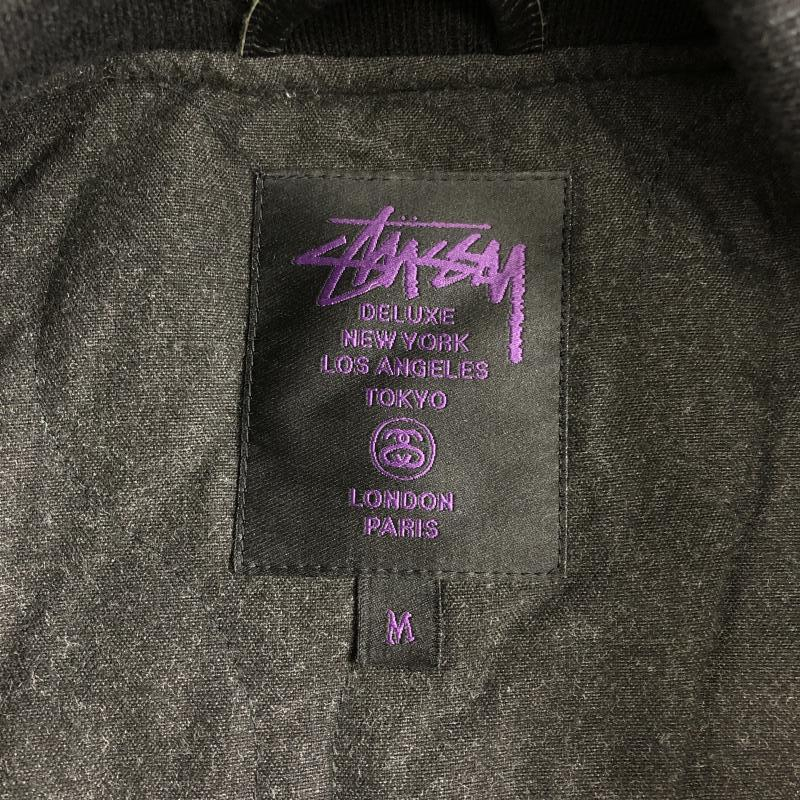 Stüssy
DELUXE
NEW YORK
LOS ANGELES
TOKYO
LONDON
PARIS
M